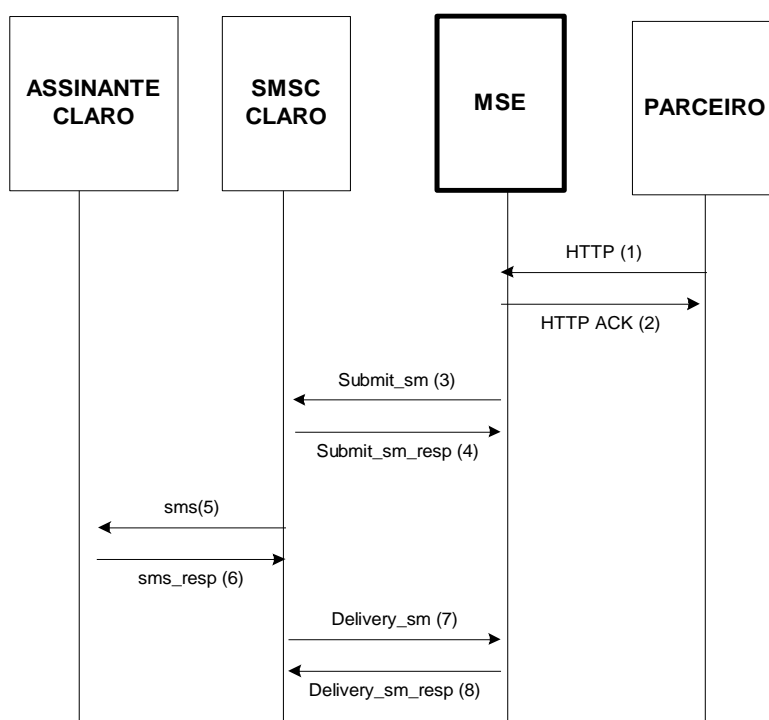 ASSINANTE
CLARO
SMSC
CLARO
MSE
PARCEIRO
HTTP (1)
HTTP ACK (2)
Submit_sm (3)
Submit_sm_resp (4)
sms(5)
sms_resp (6)
Delivery_sm (7)
Delivery_sm_resp (8)